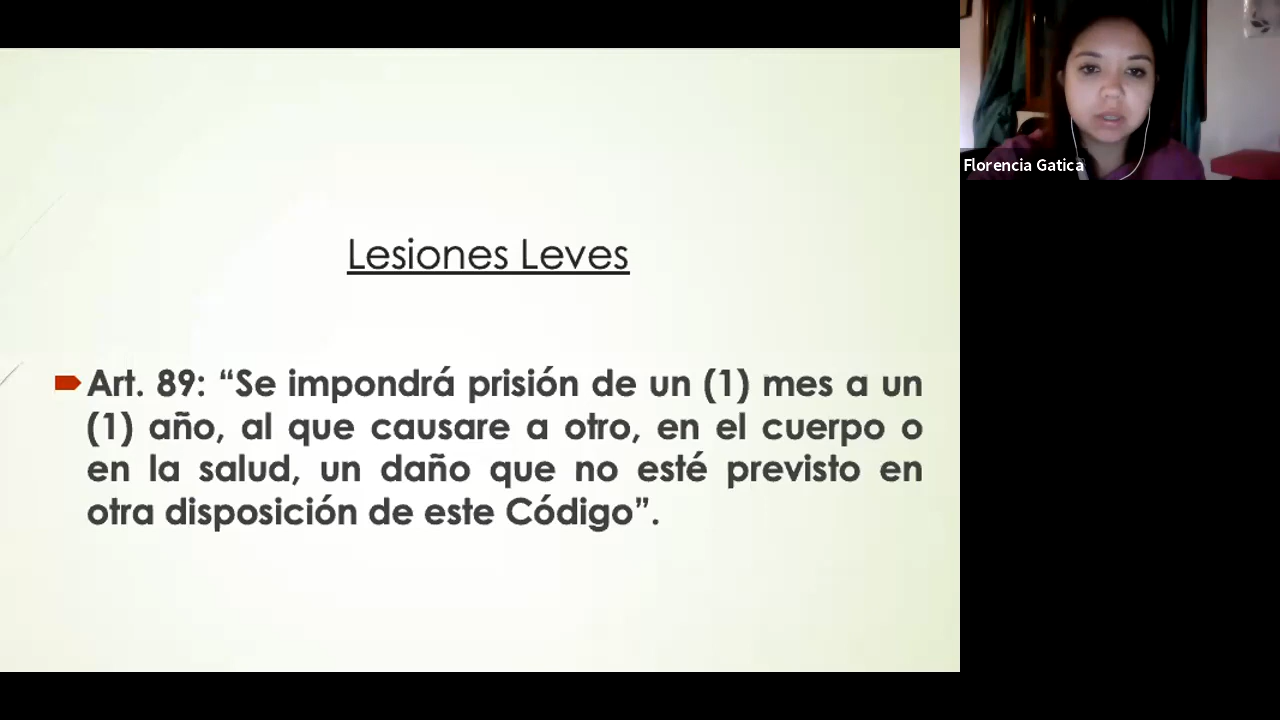 Lesiones Leves
Art. 89: “Se impondrá prisión de un (1) mes a un
(1) año, al que causare a otro, en el cuerpo o
en la salud, un daño que no esté previsto en
otra disposición de este Código”.
Florencia Gatica